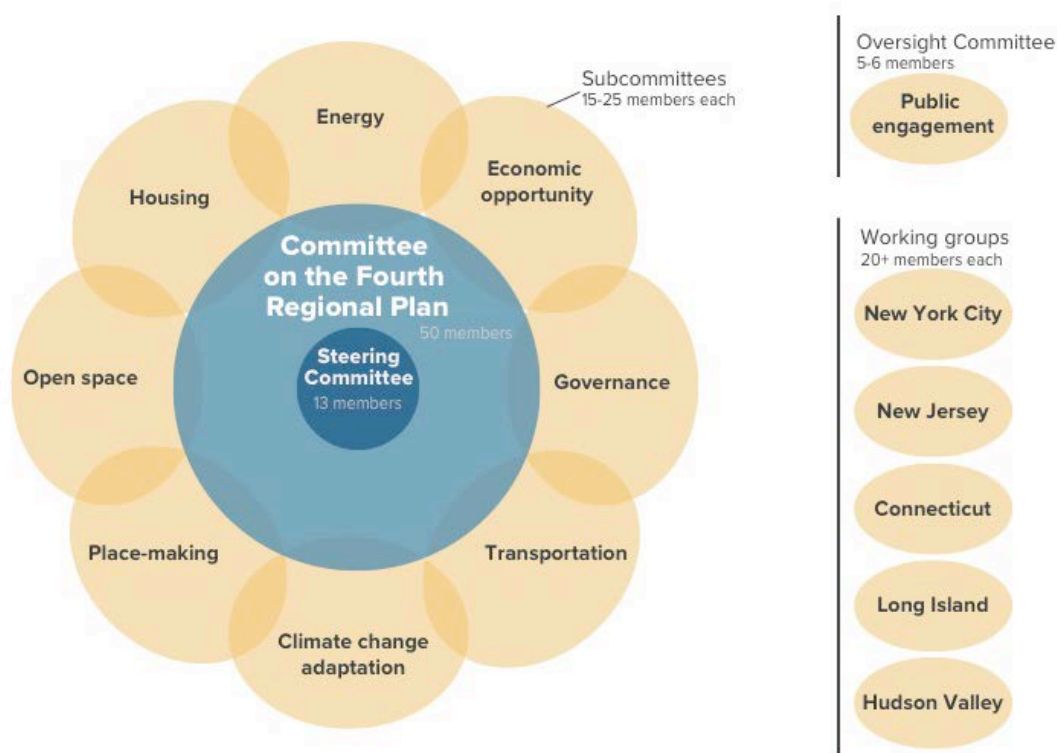 Energy
Subcommittees
15-25 members each
Economic
opportunity
Housing
Committee
on the Fourth
Regional Plan
50 members
Steering
Committee
13 members
Open space
Governance
Place-making
Transportation
Climate change
adaptation
Oversight Committee
5-6 members
Public
engagement
Working groups
20+ members each
New York City
New Jersey
Connecticut
Long Island
Hudson Valley